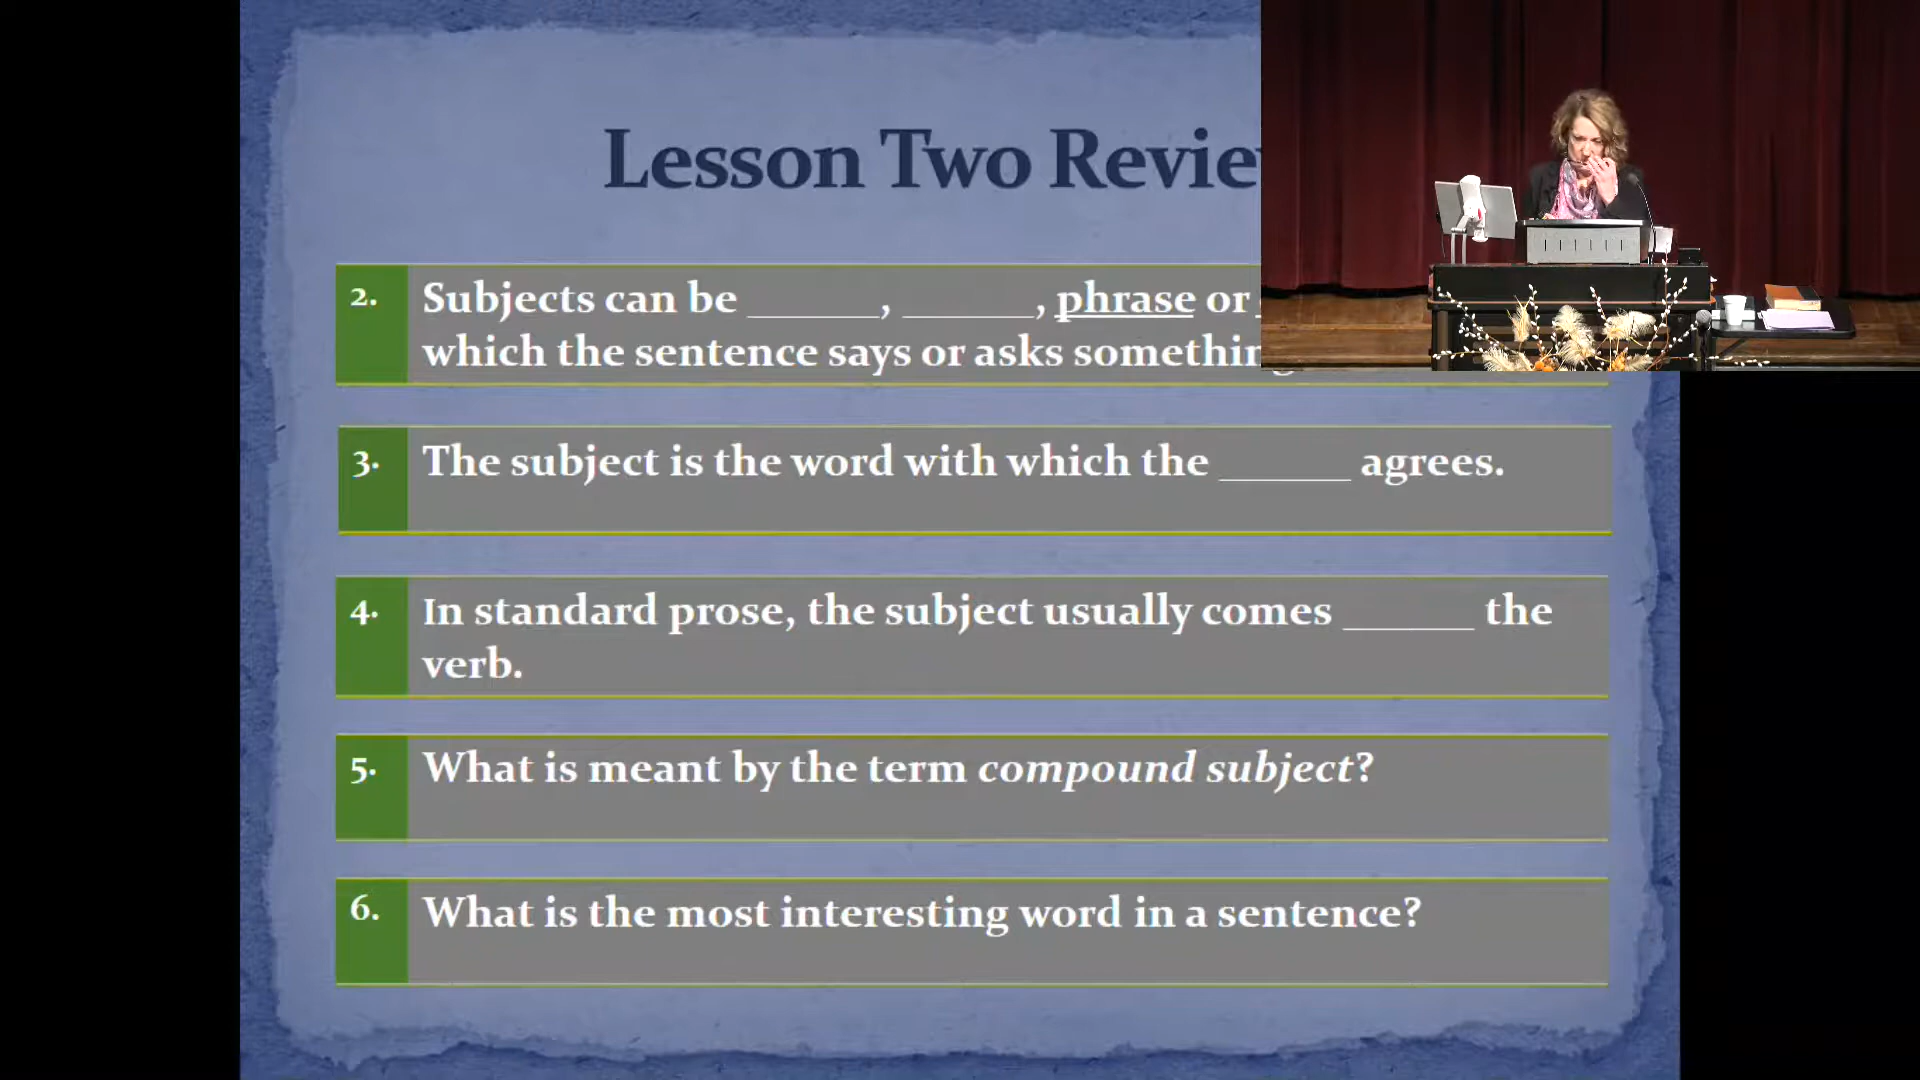 Lesson Two
2. Subjects can be ______, ______, phrase or
which the sentence says or asks
3. The subject is the word with which the ______ agrees.
4. In standard prose, the subject usually comes ______ the
verb.
5. What is meant by the term compound subject?
6. What is the most interesting word in a sentence?